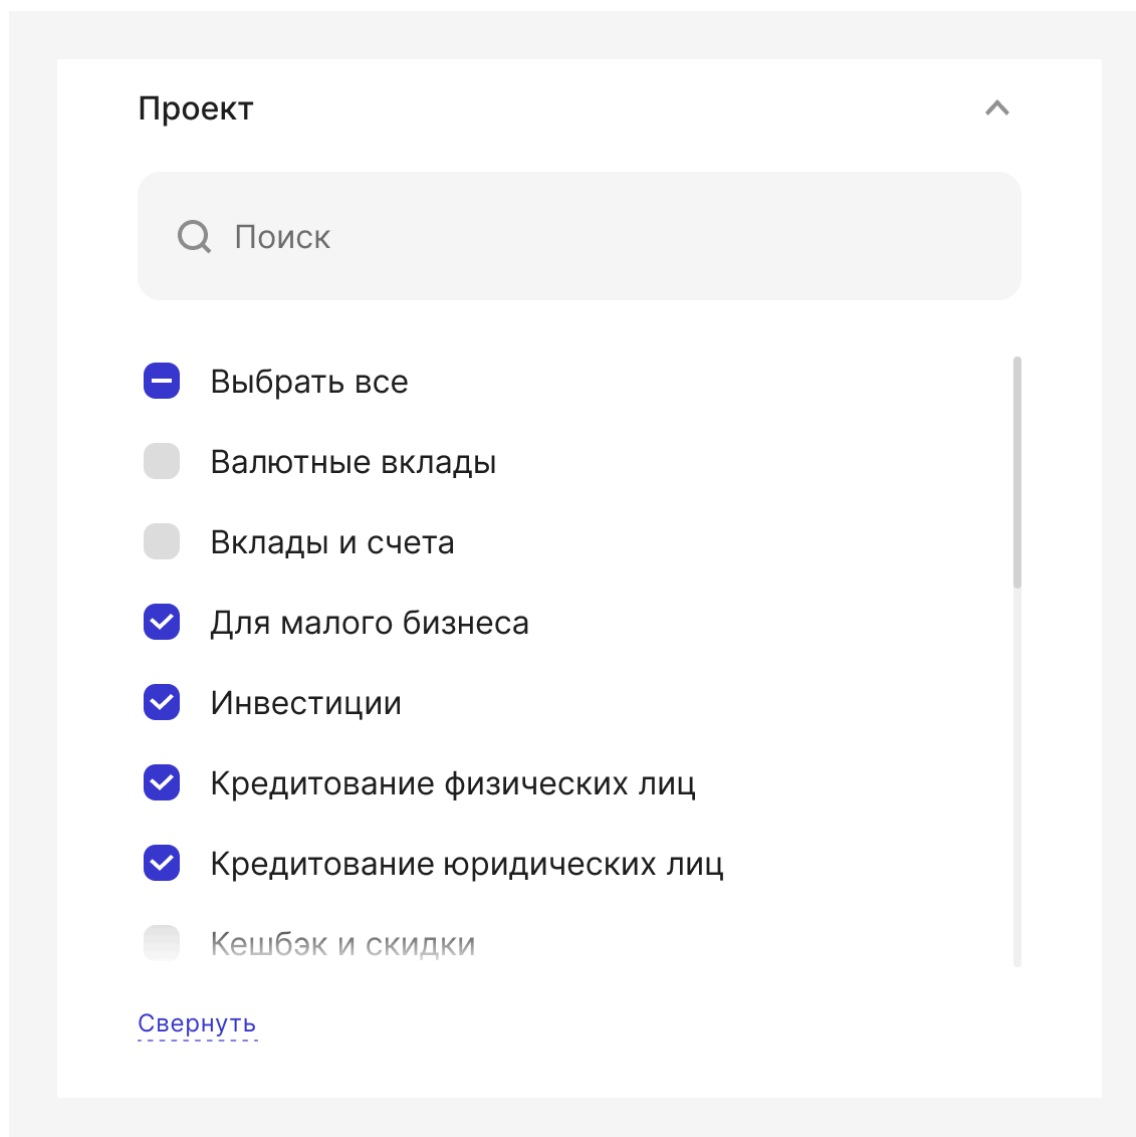 Проект
Поиск
Выбрать все
Валютные вклады
Вклады и счета
Для малого бизнеса
Инвестиции
Кредитование физических лиц
Кредитование юридических лиц
Кешбэк и скидки
Свернуть